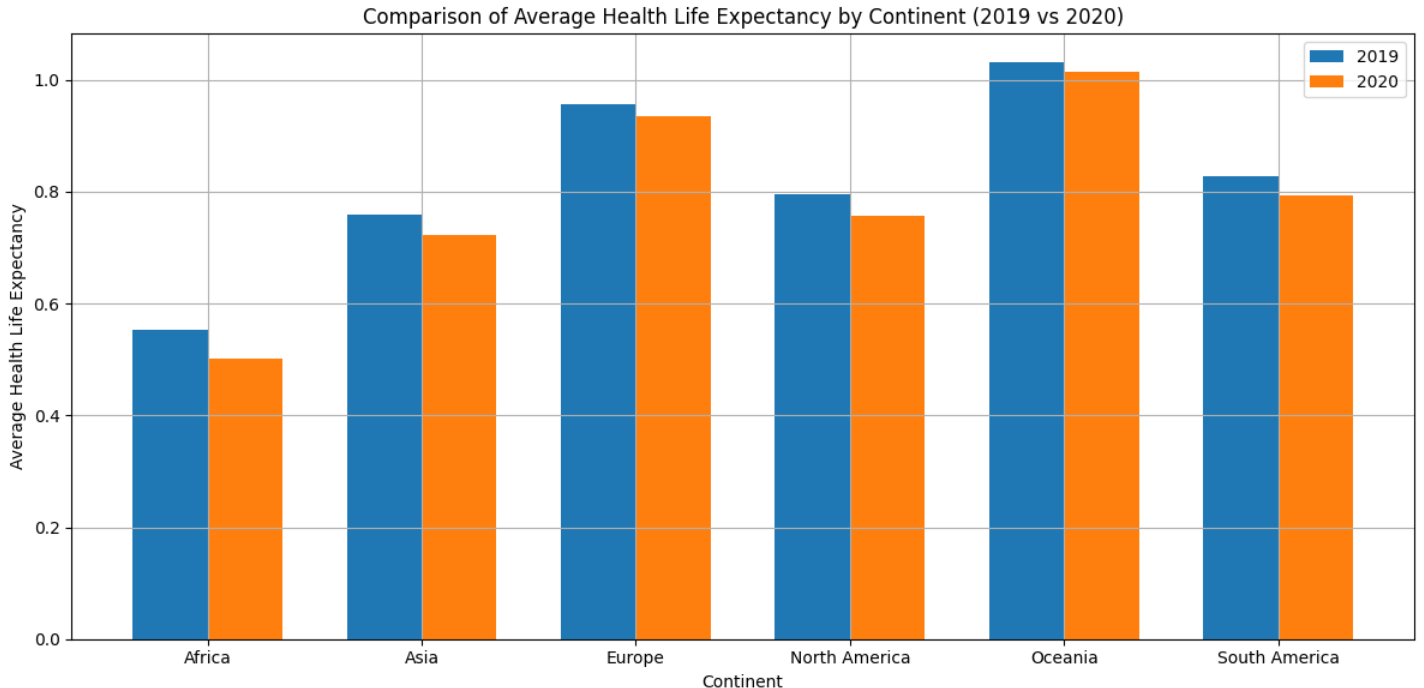 Comparison of Average Health Life Expectancy by Continent (2019 vs 2020)
2019
2020
Average Health Life Expectancy
1.0
0.8
0.6
0.4
0.2
0.0
Africa
Asia
Europe
North America
Oceania
South America
Continent